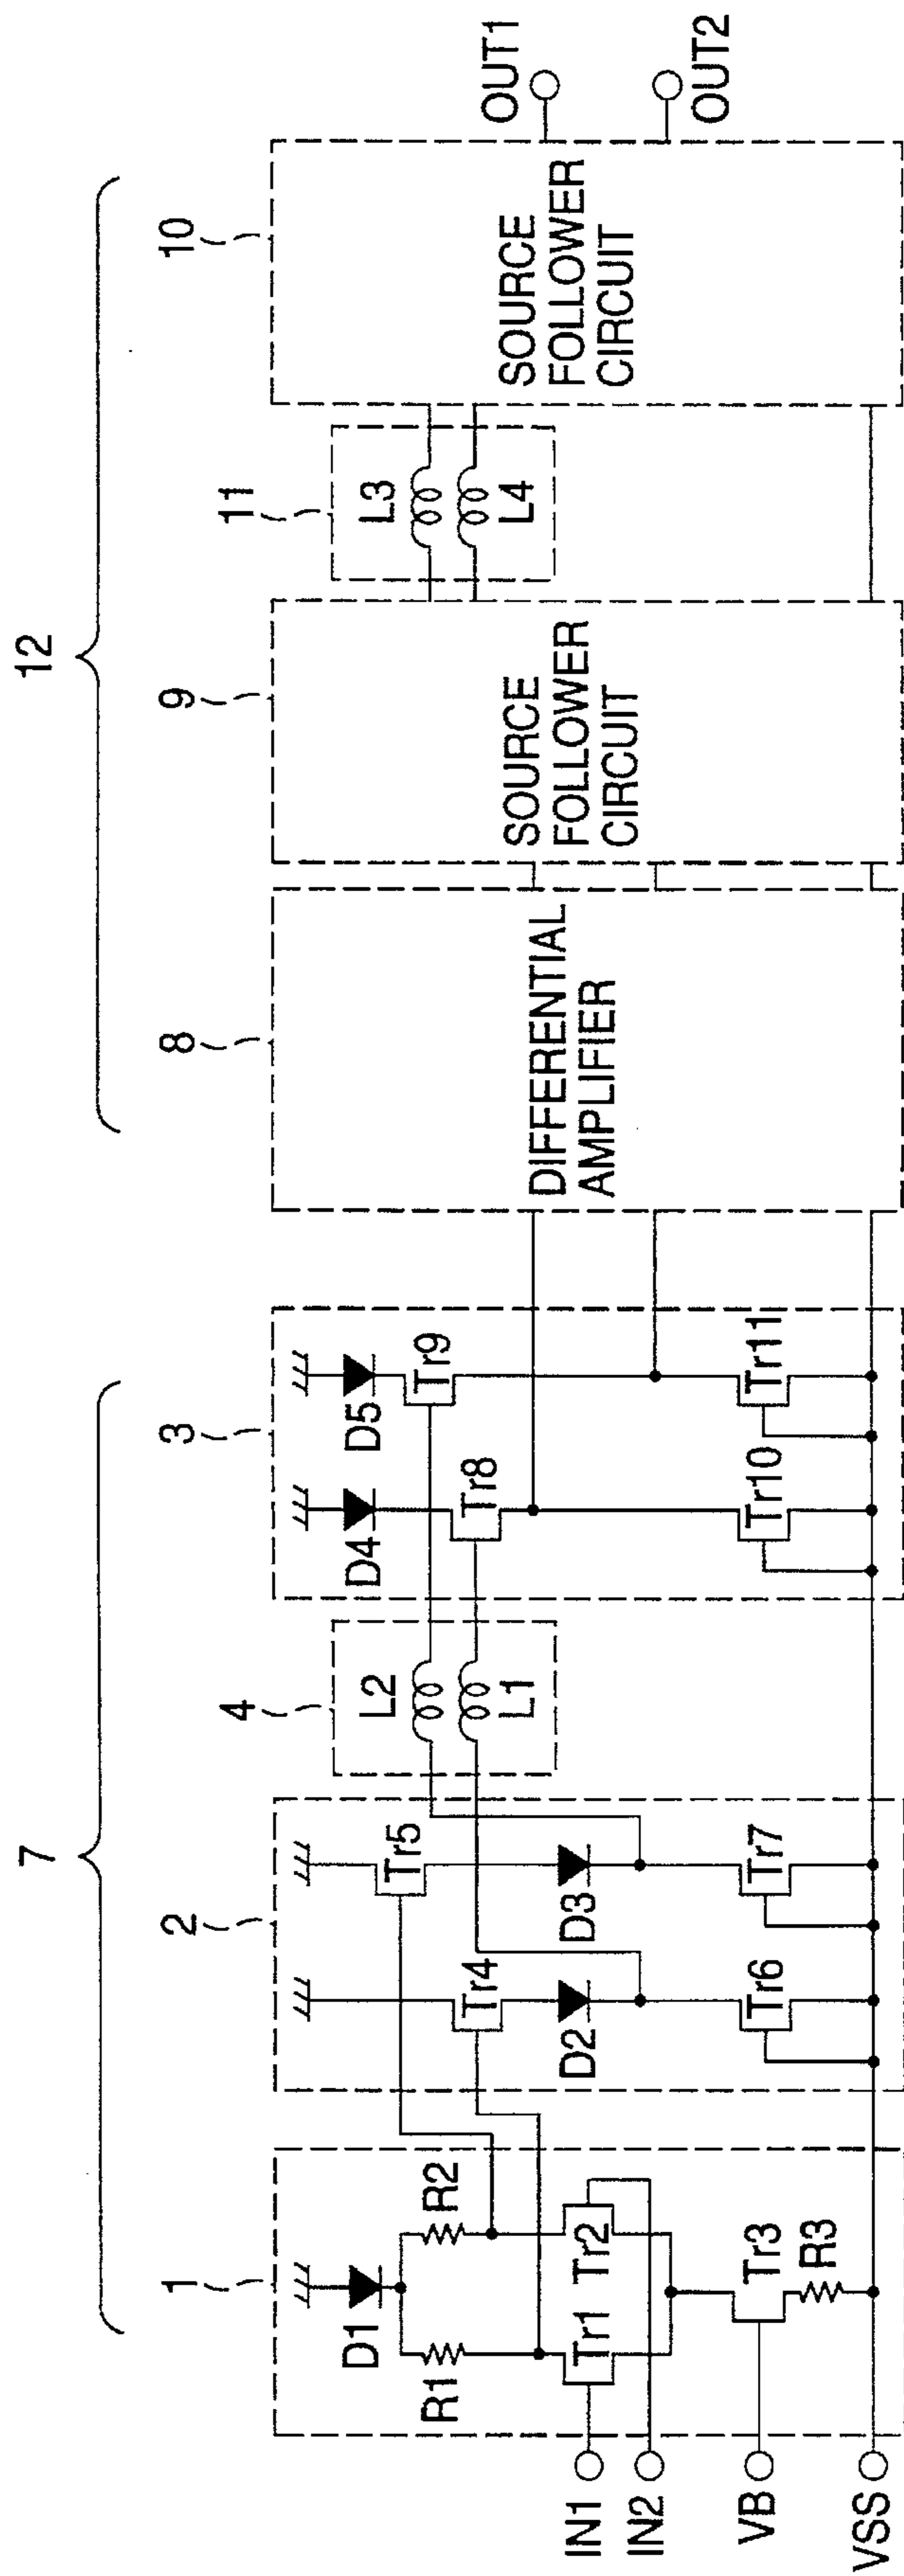 7
12
1
2
4
3
8
9
11
10
D1
R1
R2
Tr1
Tr2
Tr3
R3
IN1
IN2
VB
VSS
Tr4
Tr5
D2
D3
Tr6
Tr7
L2
L1
D4
D5
Tr8
Tr9
Tr10
Tr11
DIFFERENTIAL
AMPLIFIER
SOURCE
FOLLOWER
CIRCUIT
L3
L4
SOURCE
FOLLOWER
CIRCUIT
OUT1
OUT2